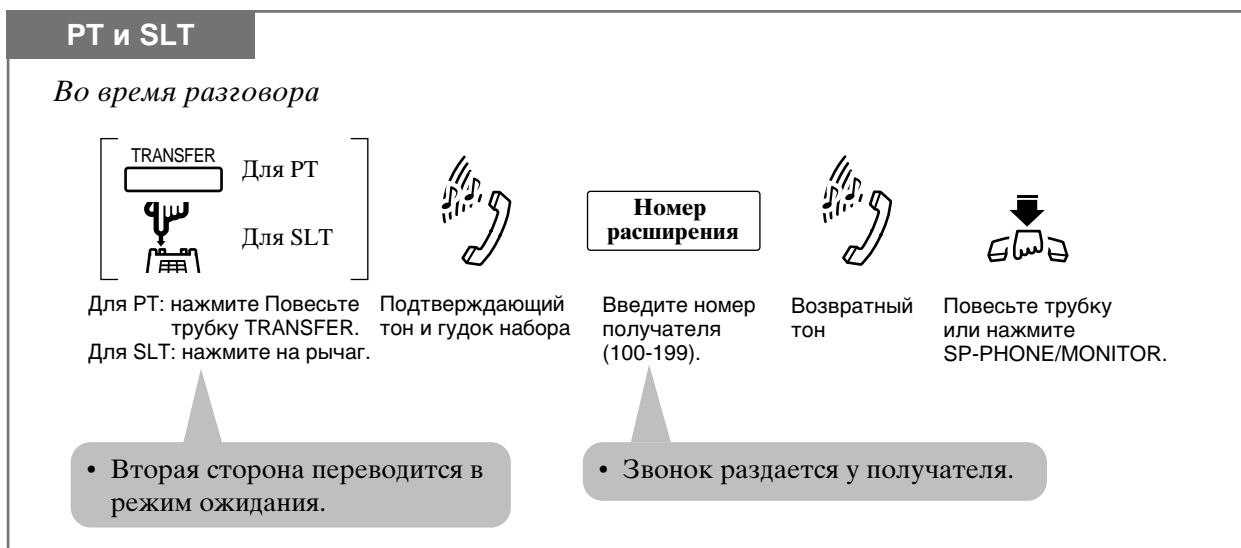 PT и SLT
Во время разговора
TRANSFER
Для PT
Для SLT
Номер
расширения
Для PT: нажмите Повесьте
трубку TRANSFER.
Для SLT: нажмите на рычаг.
Подтверждающий
тон и гудок набора
Введите номер
получателя
(100-199).
Возвратный
тон
Повесьте трубку
или нажмите
SP-PHONE/MONITOR.
• Вторая сторона переводится в
режим ожидания.
• Звонок раздается у получателя.